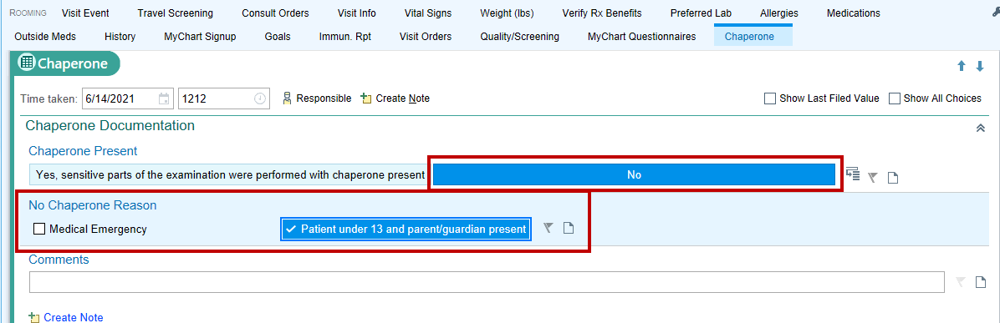 ROOMING Visit Event Travel Screening Consult Orders Visit Info Vital Signs Weight (lbs) Verify Rx Benefits Preferred Lab Allergies Medications
Outside Meds History MyChart Signup Goals Immun. Rpt Visit Orders Quality/Screening MyChart Questionnaires Chaperone
Chaperone
Time taken: 6/14/2021 1212 Responsible Create Note Show Last Filed Value Show All Choices
Chaperone Documentation
Chaperone Present
Yes, sensitive parts of the examination were performed with chaperone present No
No Chaperone Reason
Medical Emergency Patient under 13 and parent/guardian present
Comments
Create Note